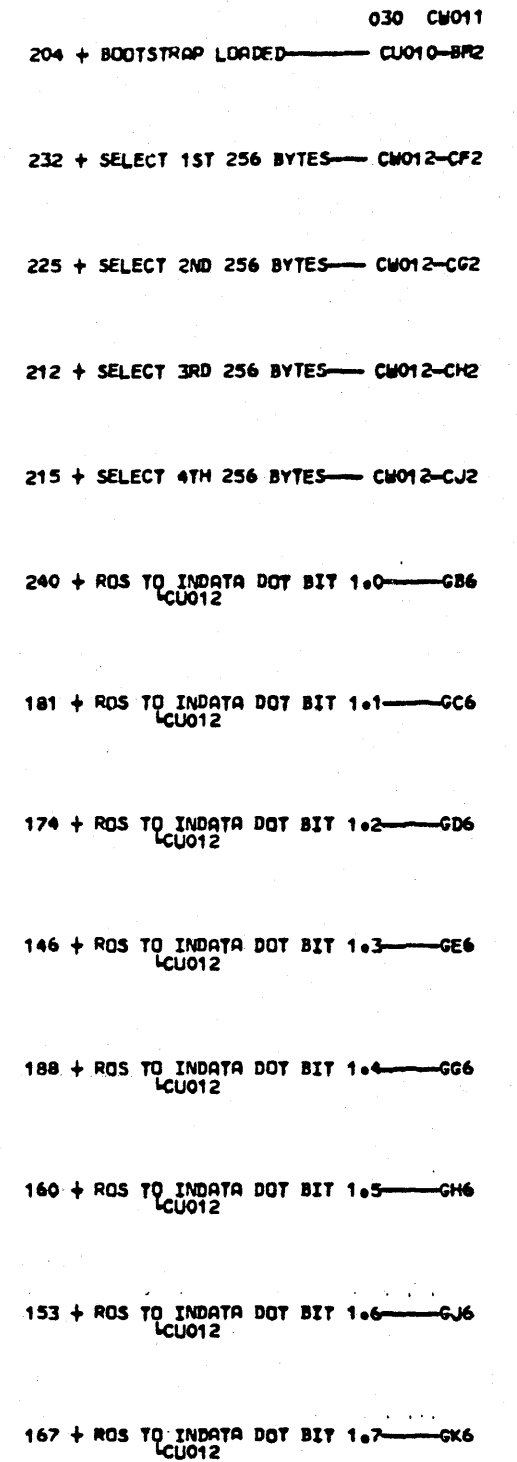 030 CW011
204 + BOOTSTRAP LOADED CU010-BM2
232 + SELECT 1ST 256 BYTES CW012-CF2
225 + SELECT 2ND 256 BYTES CW012-CG2
212 + SELECT 3RD 256 BYTES CW012-CH2
215 + SELECT 4TH 256 BYTES CW012-CJ2
240 + ROS TO INDATA DOT BIT 1.0 GB6
CU012
181 + ROS TO INDATA DOT BIT 1.1 GC6
CU012
174 + ROS TO INDATA DOT BIT 1.2 GD6
CU012
146 + ROS TO INDATA DOT BIT 1.3 GE6
CU012
188 + ROS TO INDATA DOT BIT 1.4 GG6
CU012
160 + ROS TO INDATA DOT BIT 1.5 GH6
CU012
153 + ROS TO INDATA DOT BIT 1.6 GJ6
CU012
167 + ROS TO INDATA DOT BIT 1.7 GK6
CU012